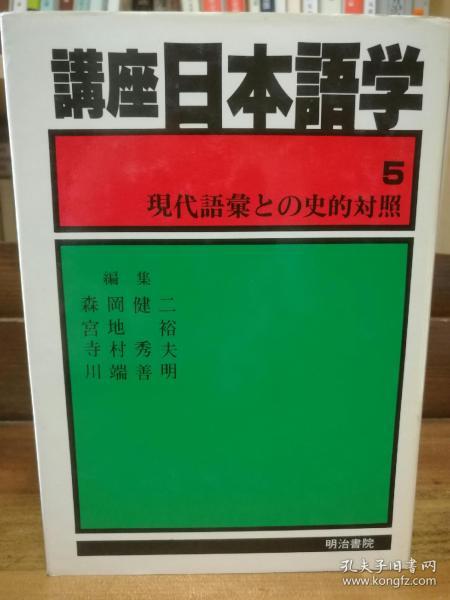 講座日本語学
5
現代語彙との史的対照
編集
森岡健二
宮地裕
寺村秀夫
川端善明
明治書院
孔夫子旧书网
www.kongfz.com